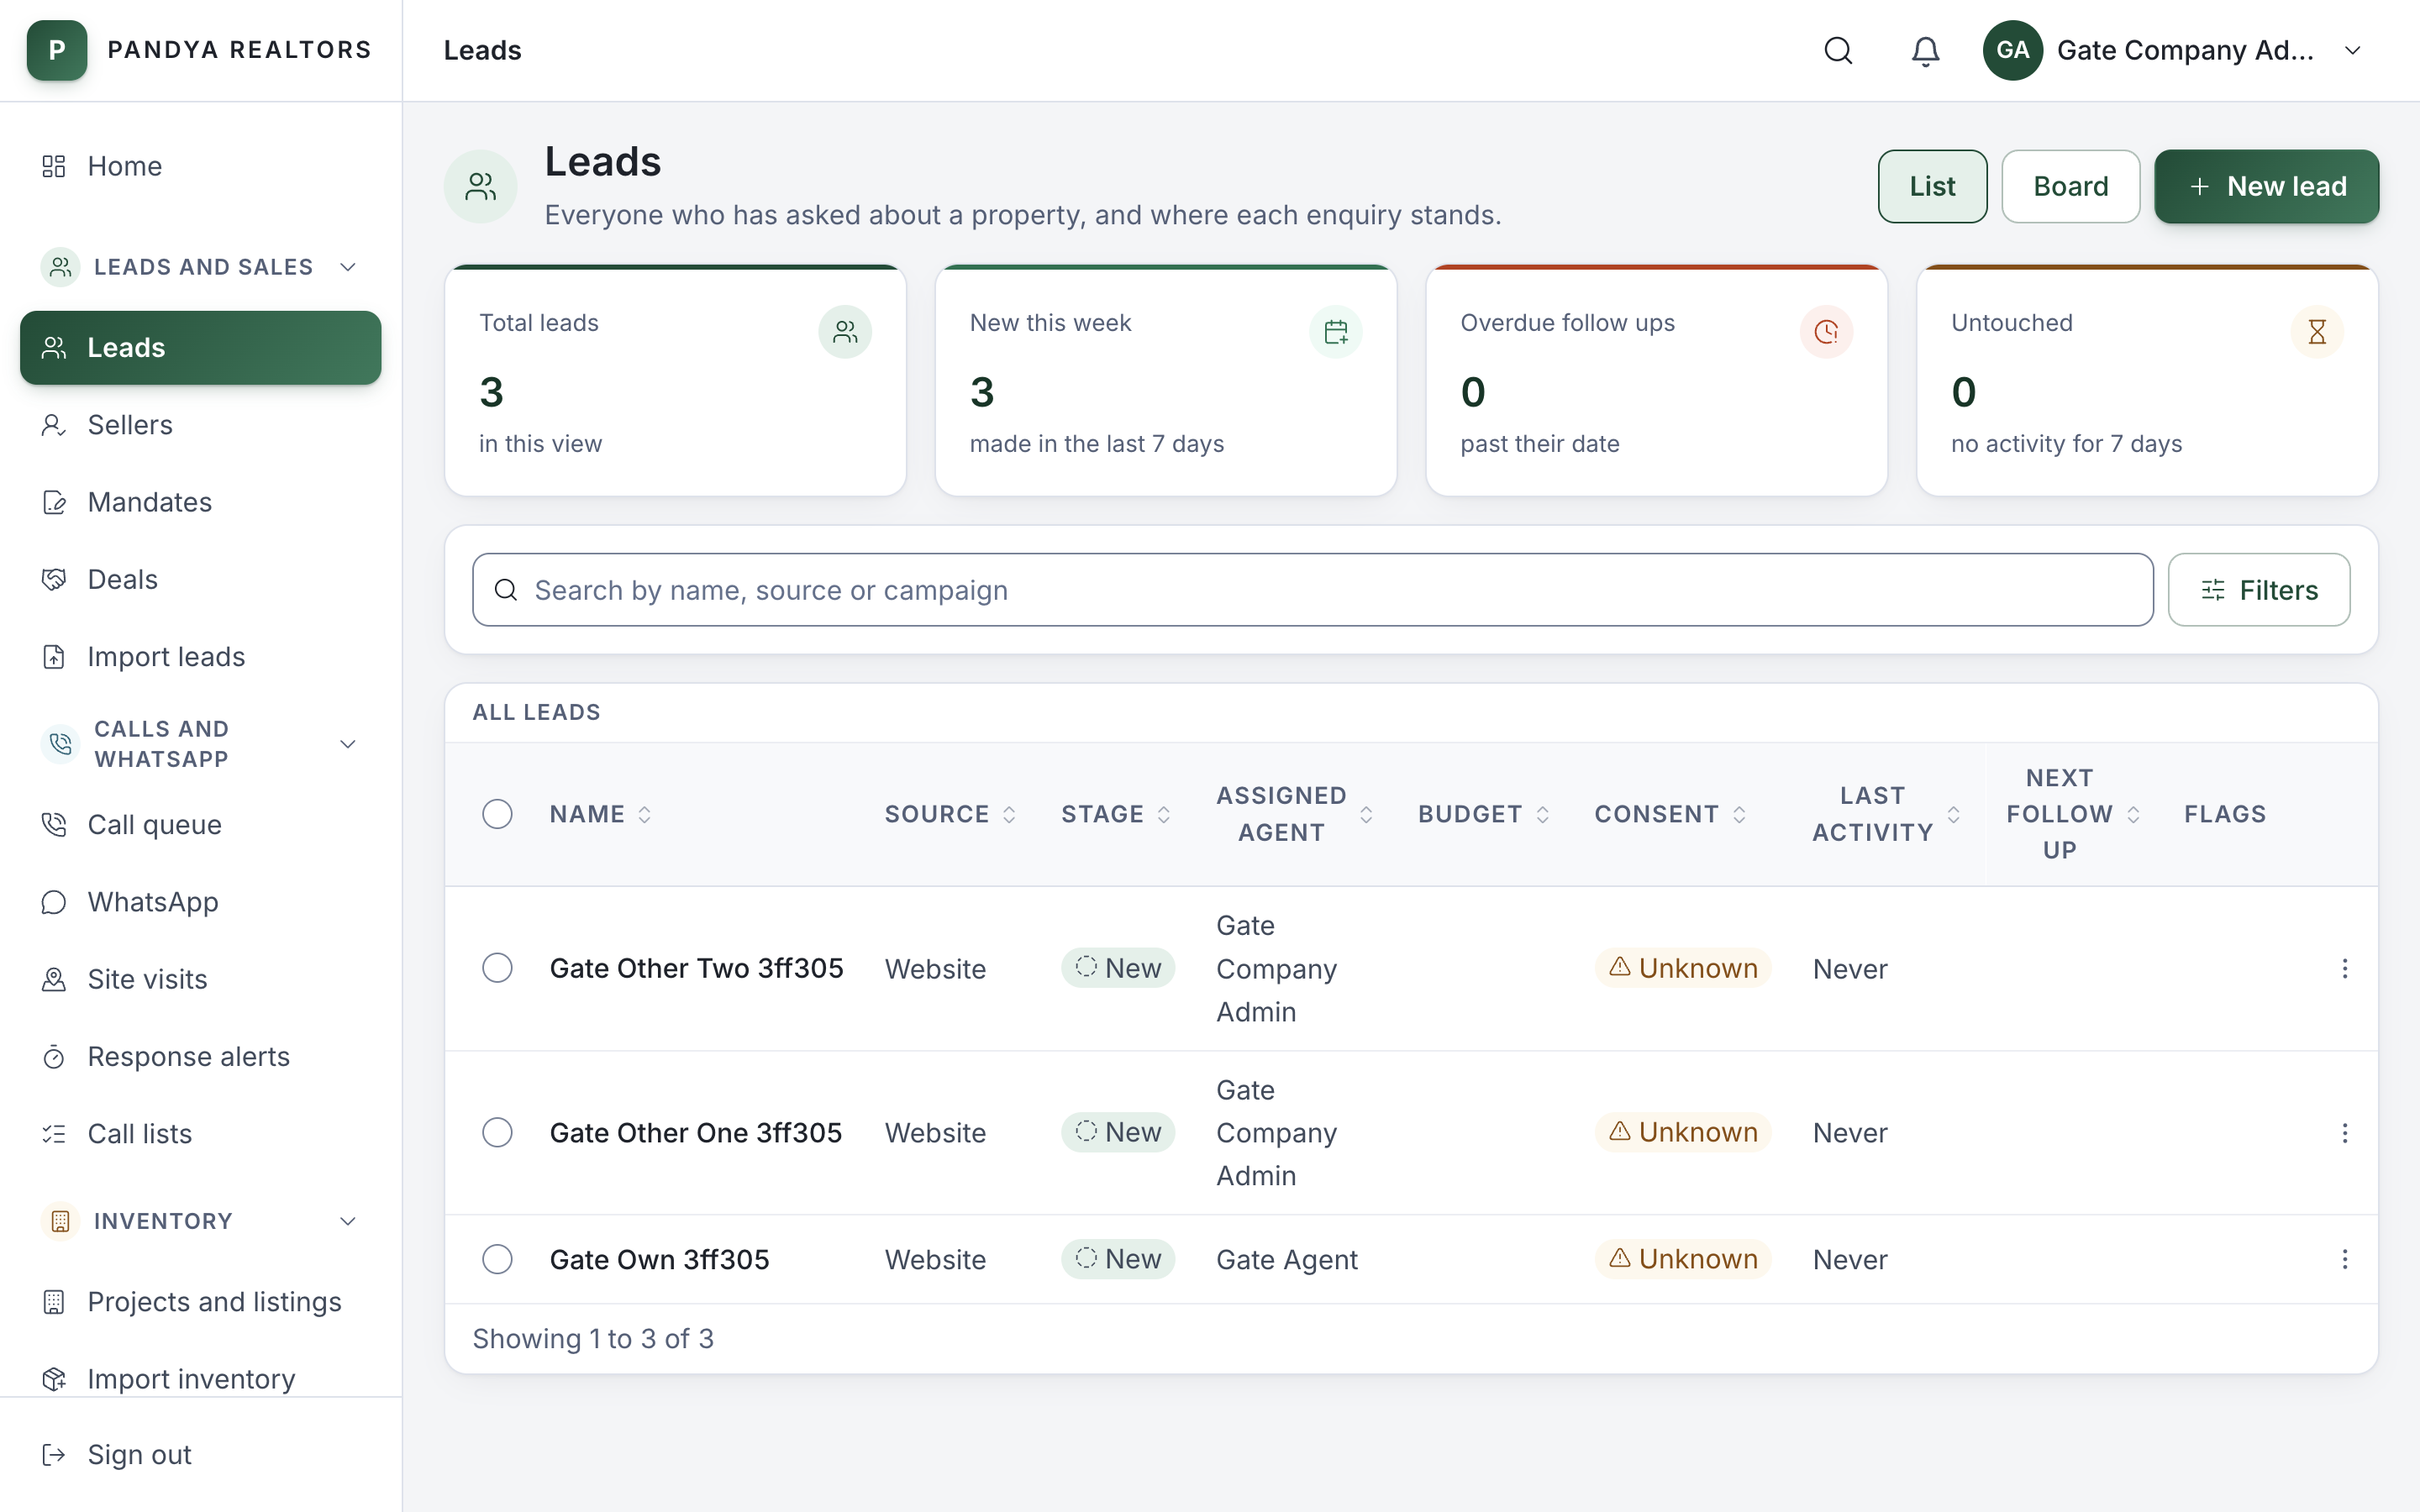 P PANDYA REALTORS
Leads
GA Gate Company Ad...
Home
LEADS AND SALES
Leads
Sellers
Mandates
Deals
Import leads
CALLS AND
WHATSAPP
Call queue
WhatsApp
Site visits
Response alerts
Call lists
INVENTORY
Projects and listings
Import inventory
Sign out
Leads
Everyone who has asked about a property, and where each enquiry stands.
List
Board
New lead
Total leads
3
in this view
New this week
3
made in the last 7 days
Overdue follow ups
0
past their date
Untouched
0
no activity for 7 days
Search by name, source or campaign
Filters
ALL LEADS
NAME
SOURCE
STAGE
ASSIGNED
AGENT
BUDGET
CONSENT
LAST
ACTIVITY
NEXT
FOLLOW
UP
FLAGS
Gate Other Two 3ff305
Website
New
Gate
Company
Admin
Unknown
Never
Gate Other One 3ff305
Website
New
Gate
Company
Admin
Unknown
Never
Gate Own 3ff305
Website
New
Gate Agent
Unknown
Never
Showing 1 to 3 of 3